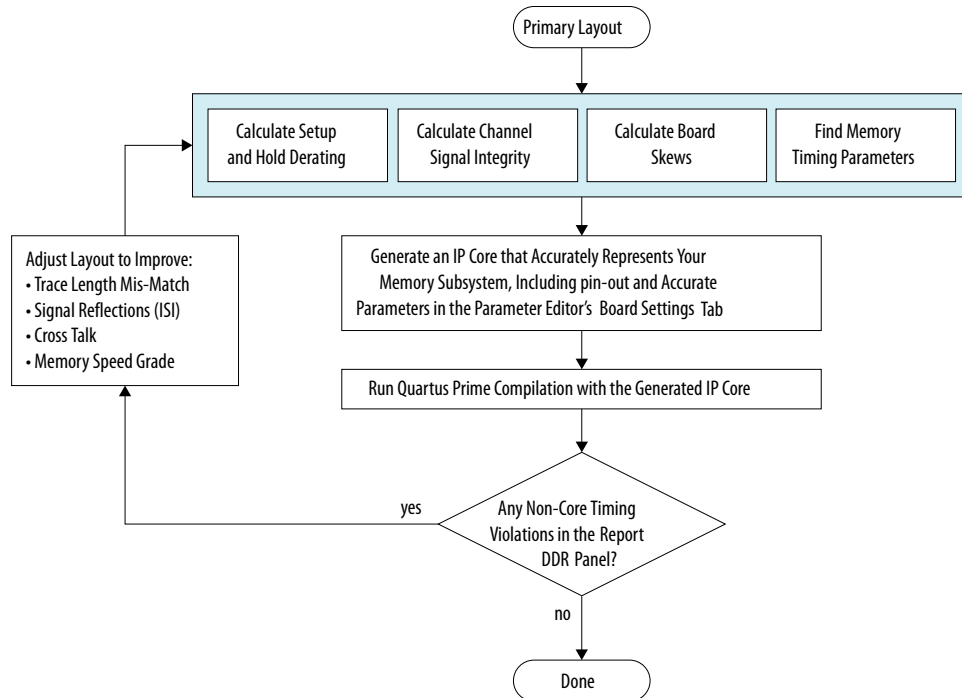 Primary Layout
Calculate Setup
and Hold Derating
Calculate Channel
Signal Integrity
Calculate Board
Skews
Find Memory
Timing Parameters
Adjust Layout to Improve:
• Trace Length Mis-Match
• Signal Reflections (ISI)
• Cross Talk
• Memory Speed Grade
Generate an IP Core that Accurately Represents Your
Memory Subsystem, Including pin-out and Accurate
Parameters in the Parameter Editor's Board Settings Tab
Run Quartus Prime Compilation with the Generated IP Core
yes
Any Non-Core Timing
Violations in the Report
DDR Panel?
no
Done